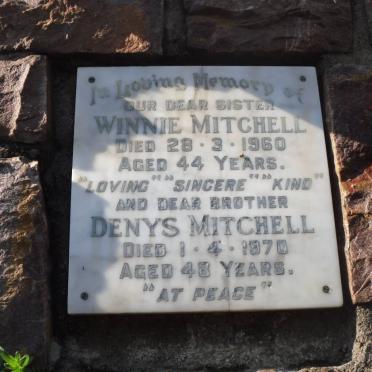 In Loving Memory of
OUR DEAR SISTER
WINNIE MITCHELL
DIED 28 · 3 · 1960
AGED 44 YEARS.
"LOVING" "SINCERE" "KIND"
AND DEAR BROTHER
DENYS MITCHELL
DIED 1 · 4 · 1970
AGED 48 YEARS.
"AT PEACE"